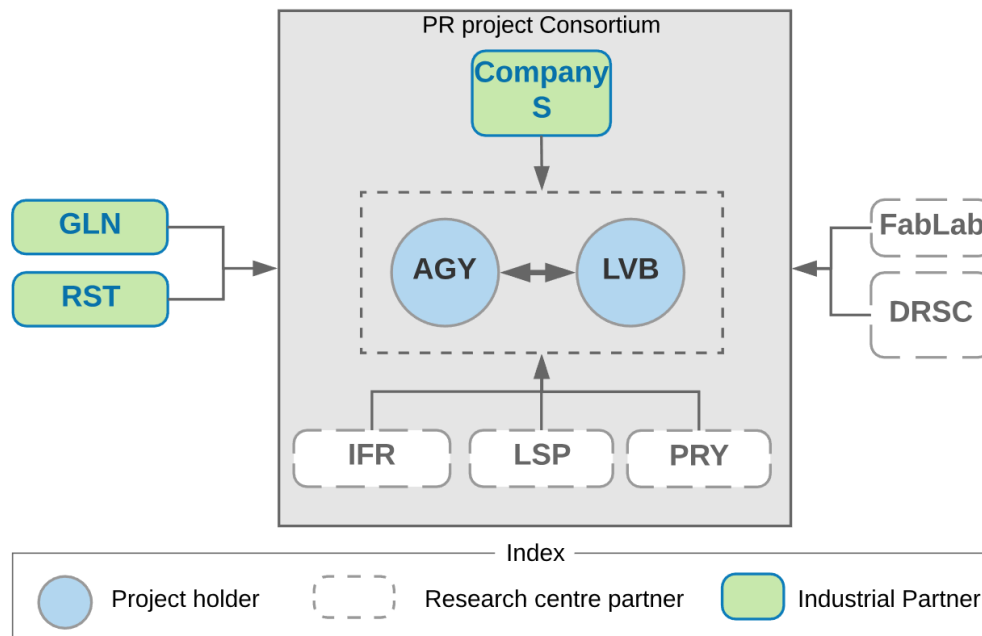 PR project Consortium
Company
S
GLN
RST
AGY
LVB
FabLab
DRSC
IFR
LSP
PRY
Index
Project holder
Research centre partner
Industrial Partner